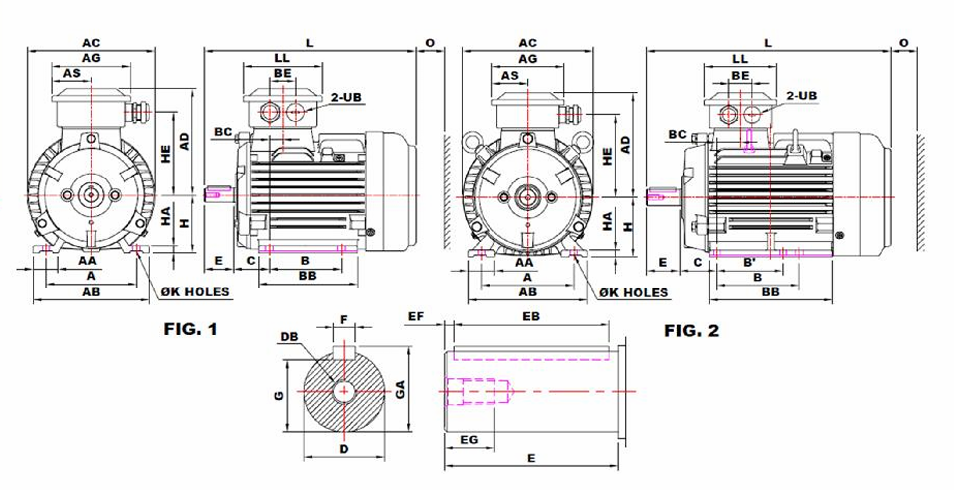 AC
AG
AS
AD
HE
HA
H
AA
A
AB
ØK HOLES
L
O
LL
BE
2-UB
BC
E
C
B
BB
FIG. 1
AC
AG
AS
AD
HE
HA
H
AA
A
AB
ØK HOLES
L
O
LL
BE
2-UB
BC
E
C
B'
B
BB
FIG. 2
F
DB
G
GA
D
EF
EB
EG
E